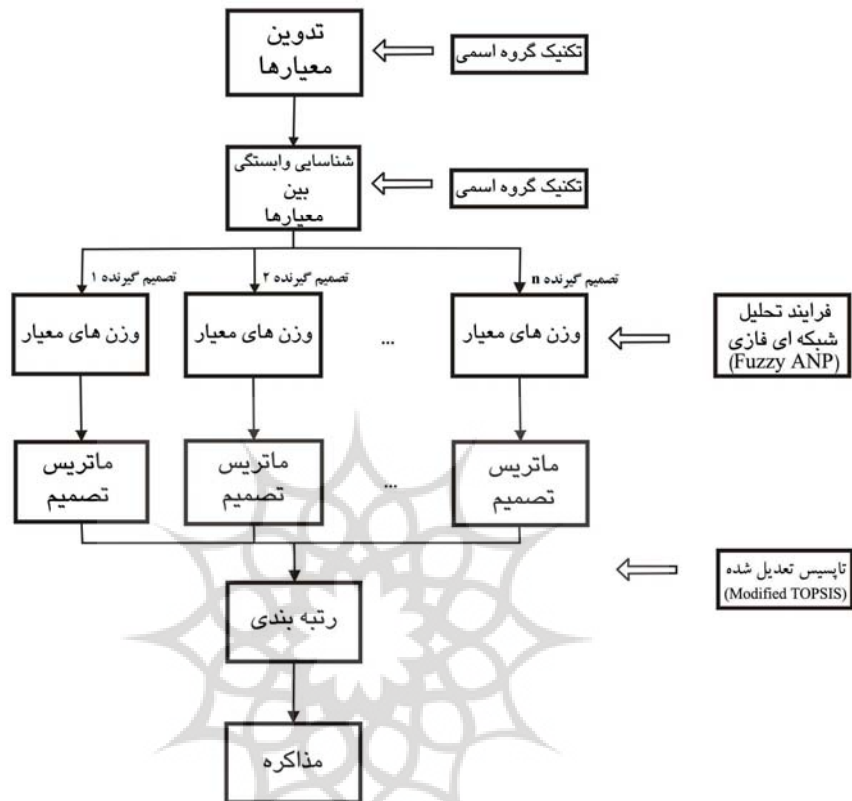 تدوین
معیارها
تکنیک گروه اسمی
شناسایی وابستگی
بین
معیارها
تکنیک گروه اسمی
تصمیم گیرنده ۱
تصمیم گیرنده ۲
تصمیم گیرنده n
وزن های معیار
وزن های معیار
...
وزن های معیار
فرایند تحلیل
شبکه ای فازی
(Fuzzy ANP)
ماتریس
تصمیم
ماتریس
تصمیم
...
ماتریس
تصمیم
تاپسیس تعدیل شده
(Modified TOPSIS)
رتبه بندی
مذاکره